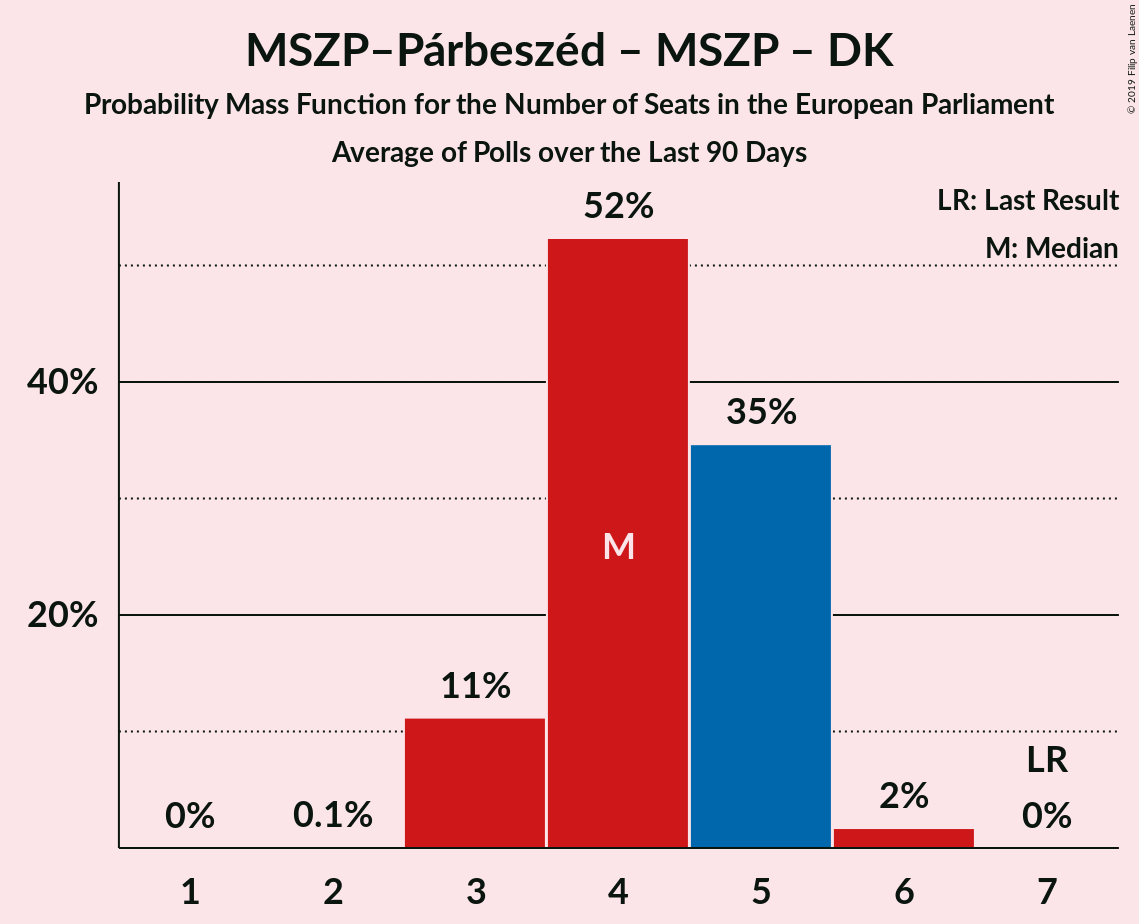 MSZP–Párbeszéd – MSZP – DK
Probability Mass Function for the Number of Seats in the European Parliament
Average of Polls over the Last 90 Days
© 2019 Filip van Laenen
LR: Last Result
M: Median
52%
40%
35%
M
20%
11%
LR
0%
0.1%
2%
0%
1 2 3 4 5 6 7